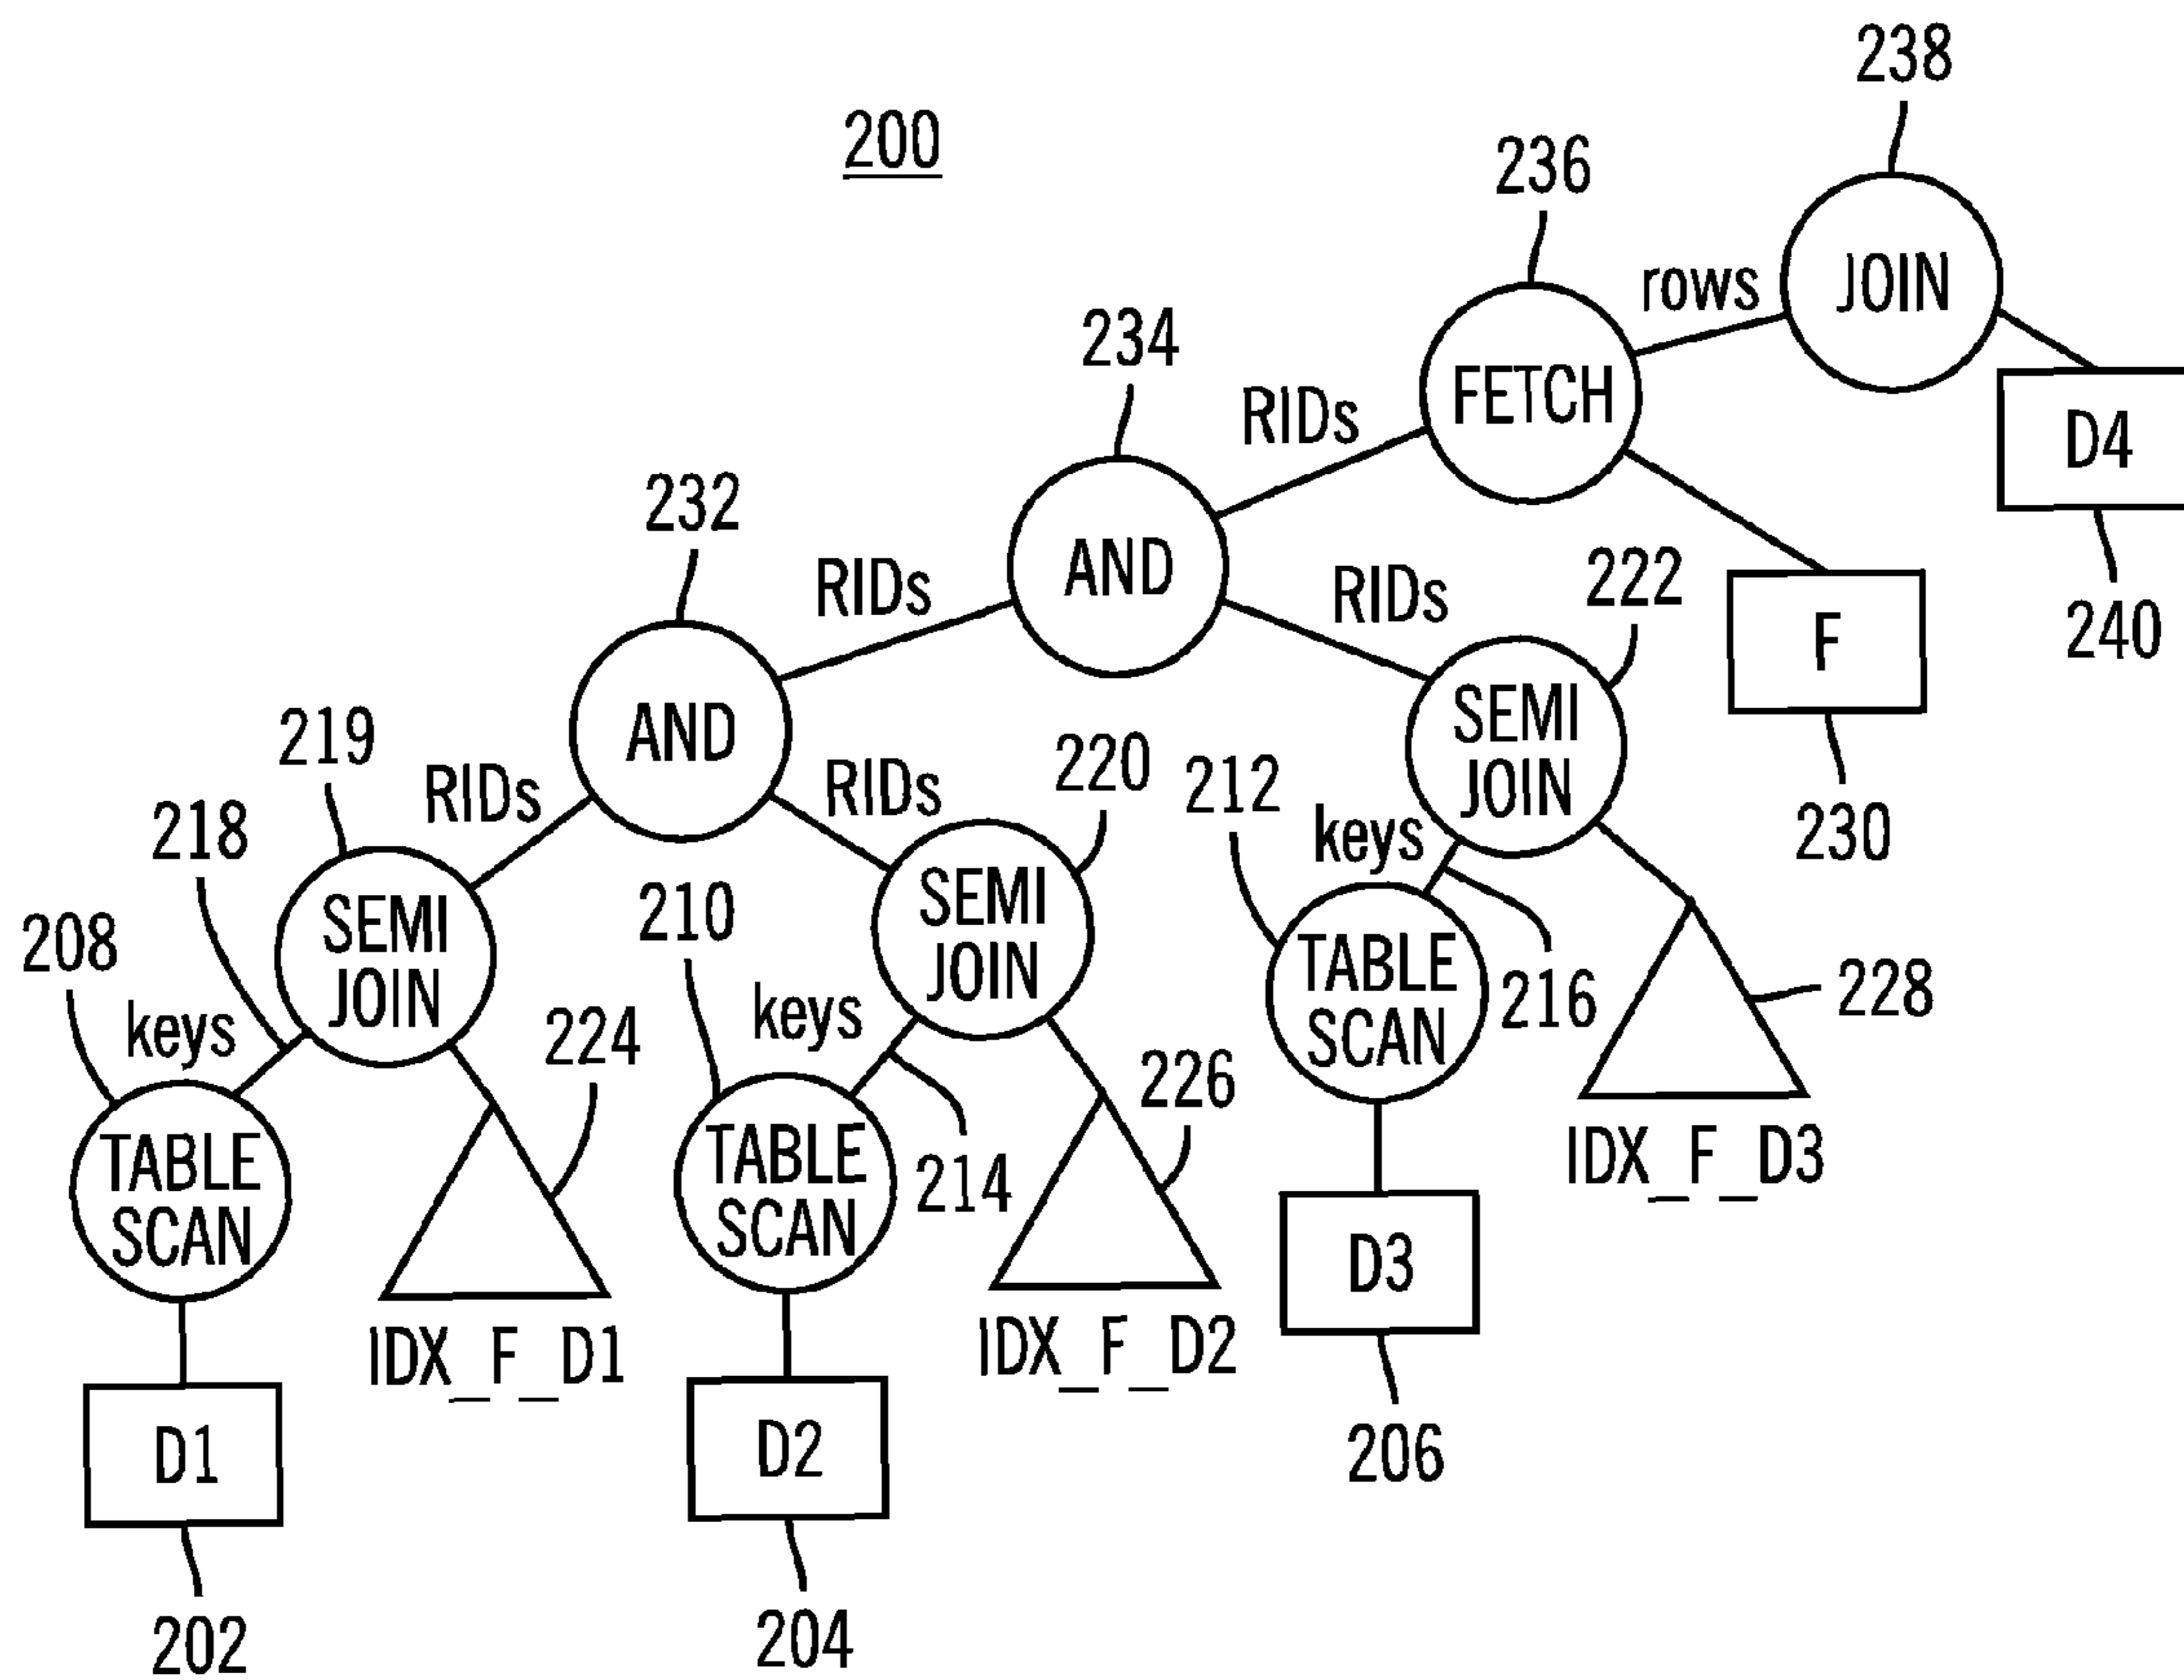 238
200
236
JOIN
rows
234
FETCH
RIDs
D4
232
AND
222
RIDs
RIDs
240
F
SEMI
JOIN
219
AND
220
212
RIDs
RIDs
keys
230
218
210
SEMI
JOIN
208
SEMI
JOIN
TABLE
SCAN
216
228
keys
224
keys
226
TABLE
SCAN
TABLE
SCAN
214
IDX_F_D3
D3
IDX_F_D1
IDX_F_D2
D1
D2
206
202
204